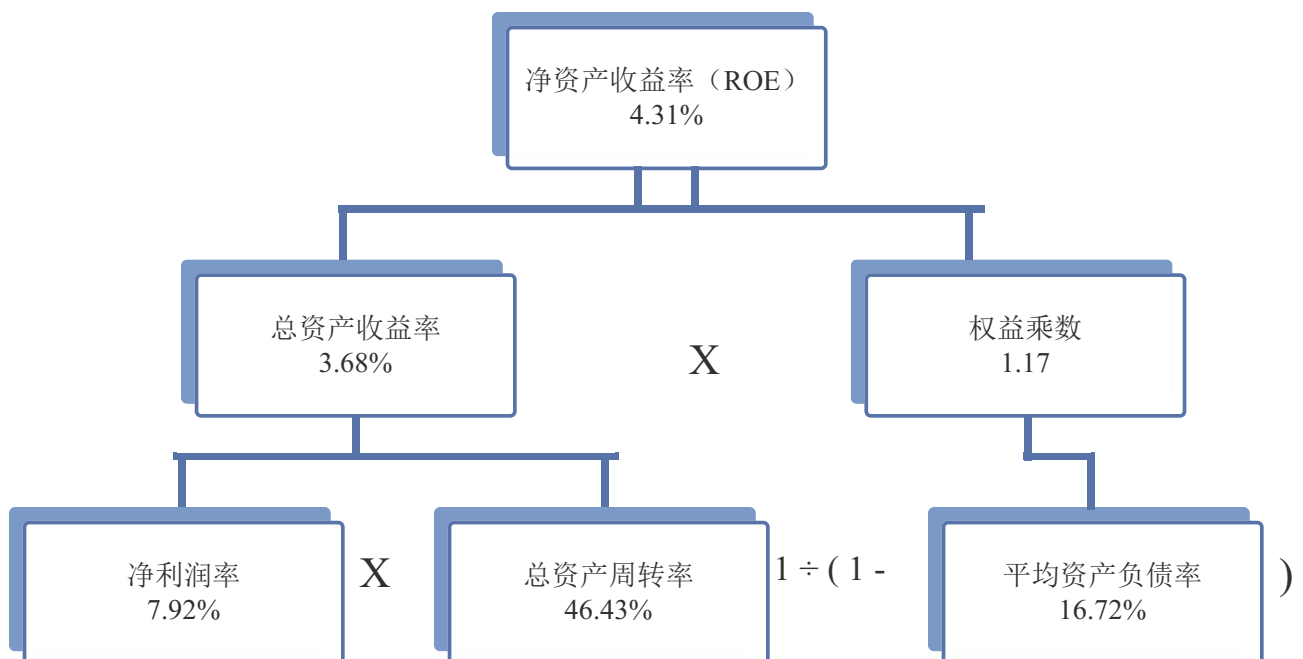 净资产收益率（ROE）
4.31%
总资产收益率
3.68%
X
权益乘数
1.17
净利润率
7.92%
X
总资产周转率
46.43%
1 ÷ ( 1 -
平均资产负债率
16.72%
)